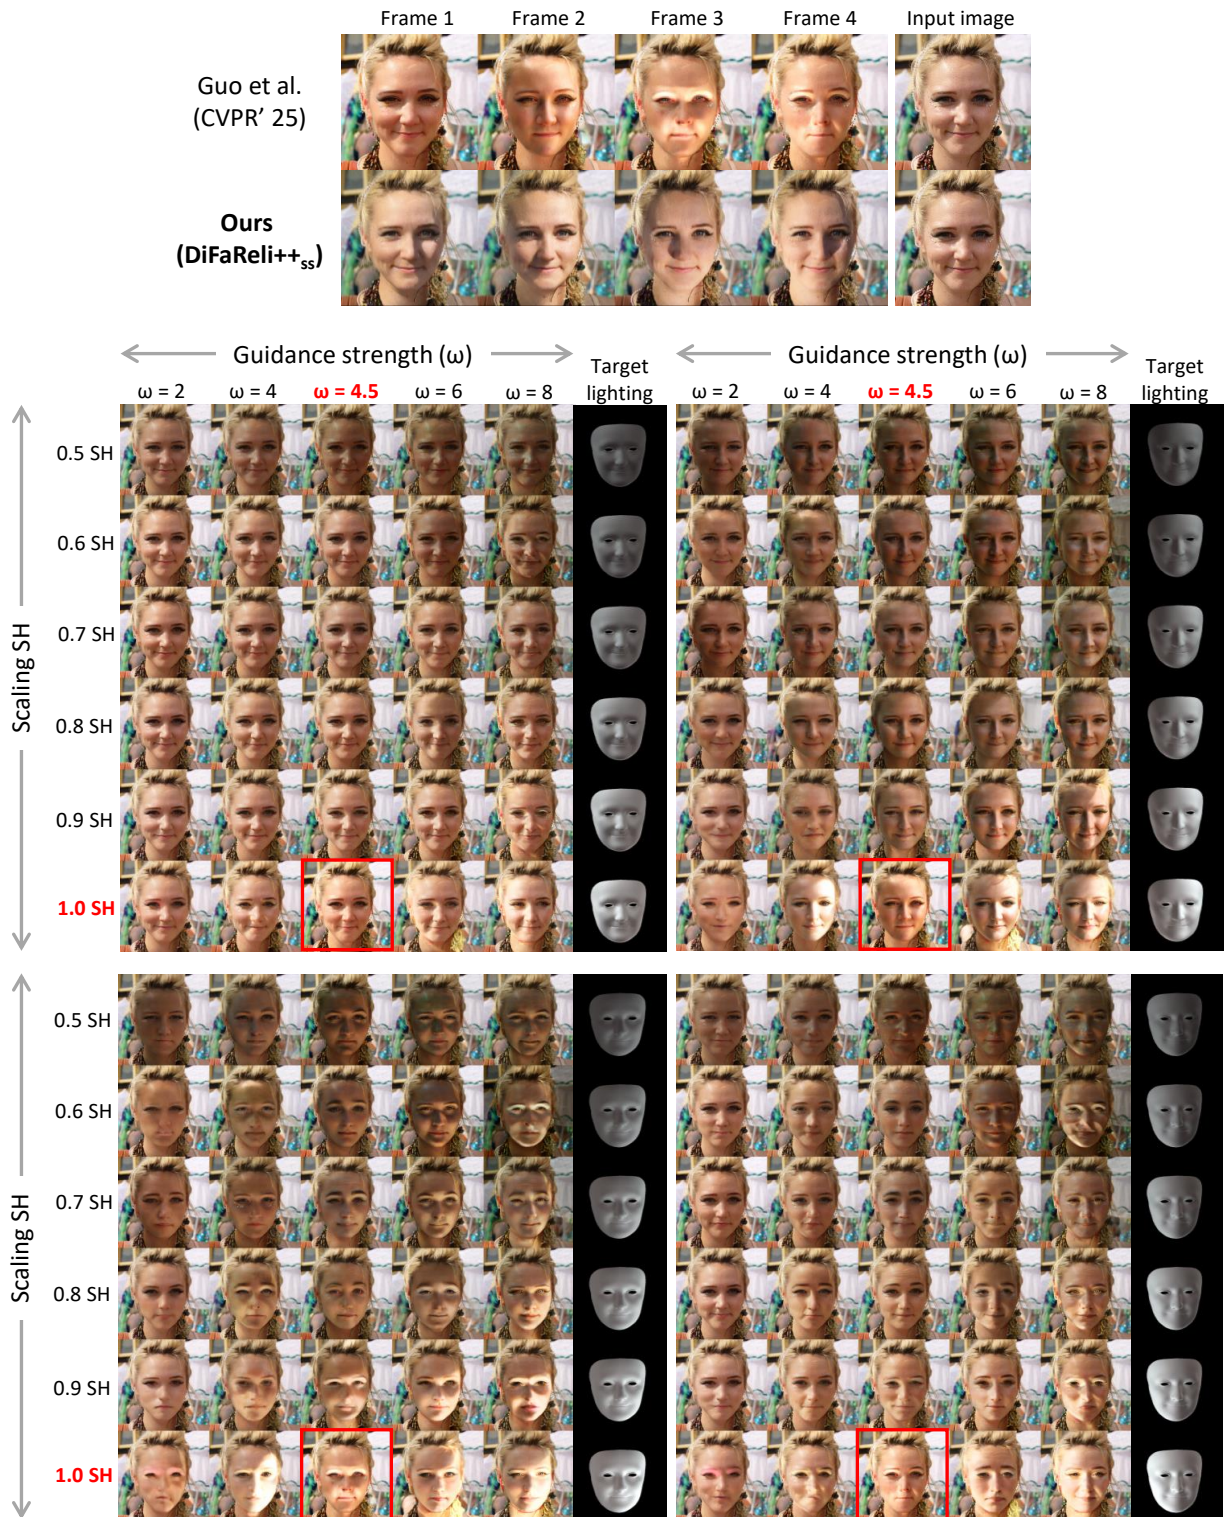 Frame 1 Frame 2 Frame 3 Frame 4 Input image
Guo et al.
(CVPR' 25)
Ours
(DiFaReli++ss)
Guidance strength (ω) Target lighting
ω = 2 ω = 4 ω = 4.5 ω = 6 ω = 8
Guidance strength (ω) Target lighting
ω = 2 ω = 4 ω = 4.5 ω = 6 ω = 8
Scaling SH
0.5 SH
0.6 SH
0.7 SH
0.8 SH
0.9 SH
1.0 SH
Scaling SH
0.5 SH
0.6 SH
0.7 SH
0.8 SH
0.9 SH
1.0 SH